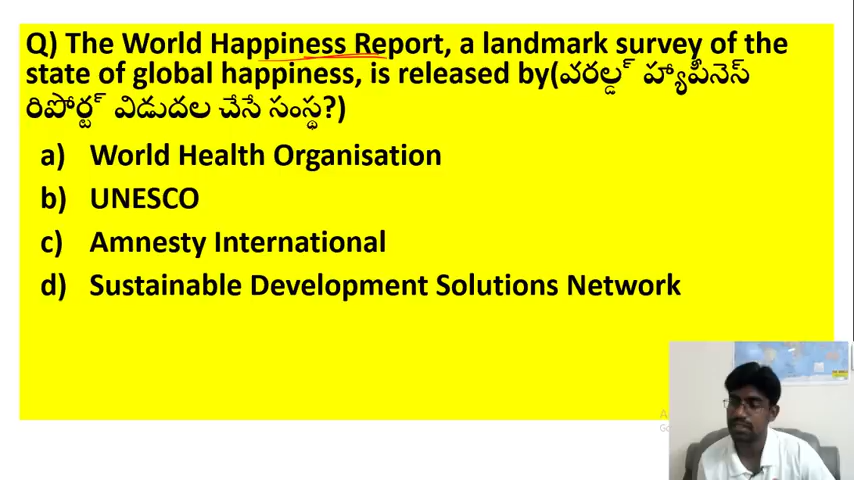 Q) The World Happiness Report, a landmark survey of the
state of global happiness, is released by(వరల్డ్ హ్యాపినెస్
రిపోర్ట్ విడుదల చేసే సంస్థ?)
a) World Health Organisation
b) UNESCO
c) Amnesty International
d) Sustainable Development Solutions Network